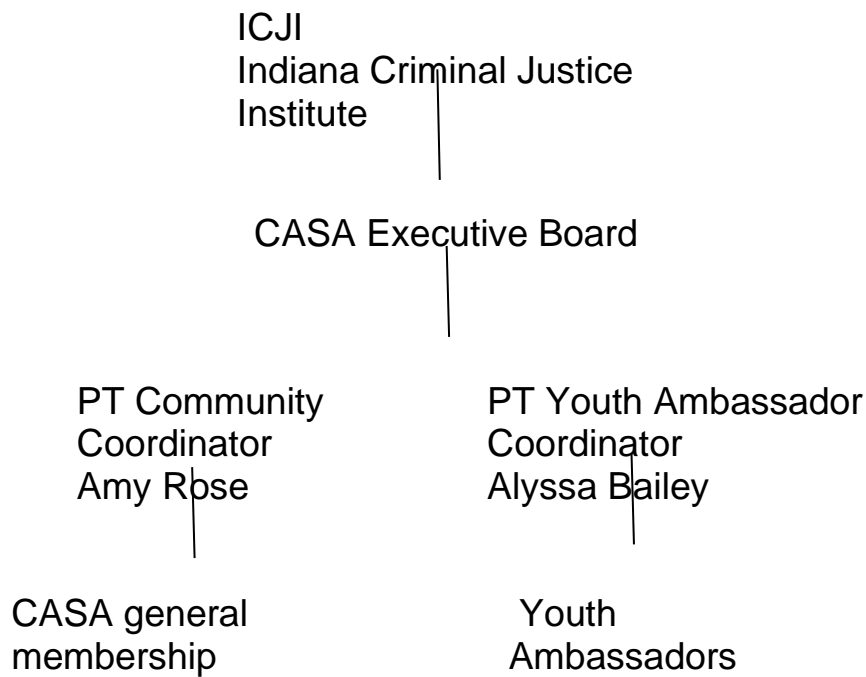 ICJI
Indiana Criminal Justice
Institute
CASA Executive Board
PT Community
Coordinator
Amy Rose
PT Youth Ambassador
Coordinator
Alyssa Bailey
CASA general
membership
Youth
Ambassadors